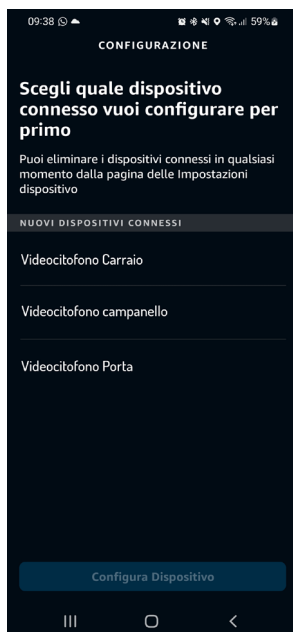 09:38 59%
CONFIGURAZIONE
Scegli quale dispositivo
connesso vuoi configurare per
primo
Puoi eliminare i dispositivi connessi in qualsiasi
momento dalla pagina delle Impostazioni
dispositivo
NUOVI DISPOSITIVI CONNESSI
Videocitofono Carraio
Videocitofono campanello
Videocitofono Porta
Configura Dispositivo